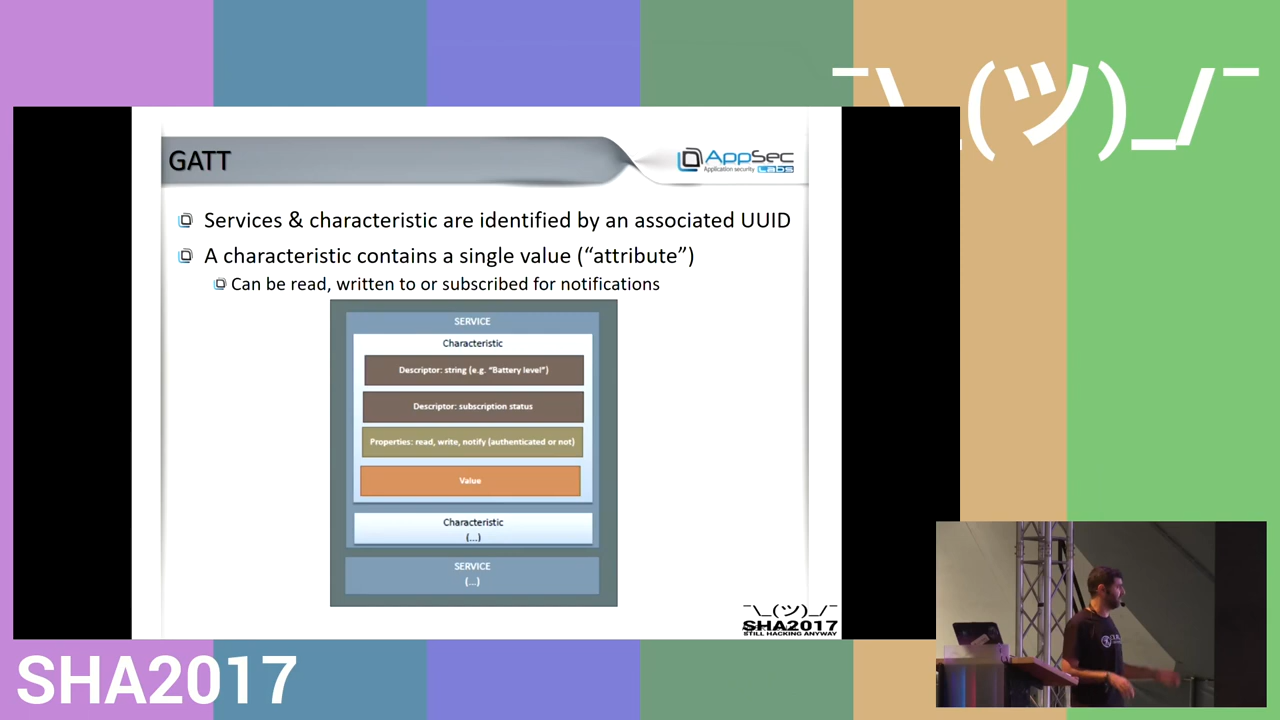 ¯\_(ツ)_/¯
GATT
AppSec
Application security Labs
Services & characteristic are identified by an associated UUID
A characteristic contains a single value (“attribute”)
Can be read, written to or subscribed for notifications
SERVICE
Characteristic
Descriptor: string (e.g. “Battery level”)
Descriptor: subscription status
Properties: read, write, notify (authenticated or not)
Value
Characteristic
(...)
SERVICE
(...)
¯\_(ツ)_/¯
SHA2017
STILL HACKING ANYWAY
SHA2017